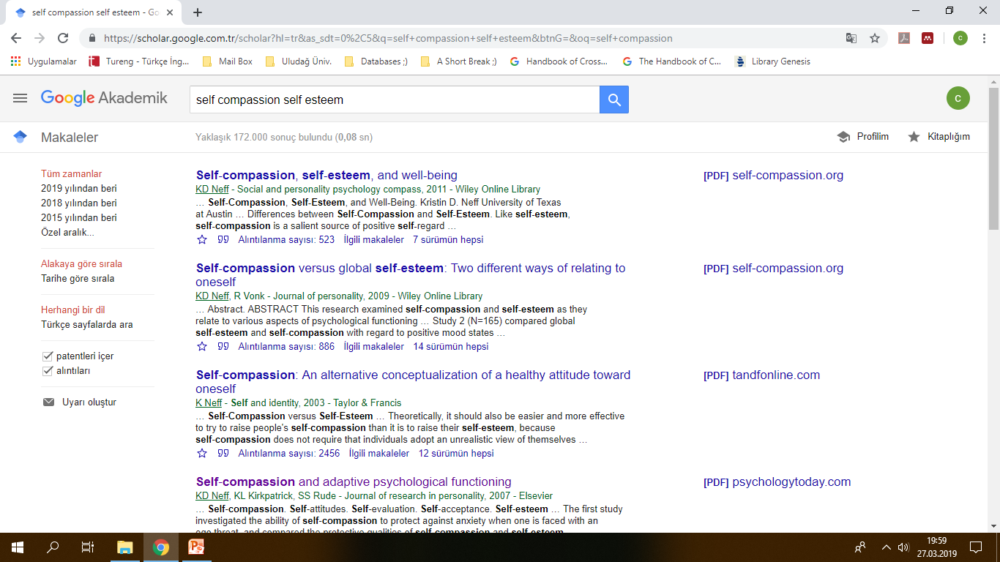 self compassion self esteem - Go
https://scholar.google.com.tr/scholar?hl=tr&as_sdt=0%2C5&q=self+compassion+self+esteem&btnG=&oq=self+compassion
C
Uygulamalar
Tureng - Türkçe İng...
Mail Box
Uludağ Üniv.
Databases ;)
A Short Break ;)
Handbook of Cross...
The Handbook of C...
Library Genesis
Google Akademik
self compassion self esteem
C
Makaleler
Yaklaşık 172.000 sonuç bulundu (0,08 sn)
Profilim
Kitaplığım
Tüm zamanlar
2019 yılından beri
2018 yılından beri
2015 yılından beri
Özel aralık...
Alakaya göre sırala
Tarihe göre sırala
Herhangi bir dil
Türkçe sayfalarda ara
patentleri içer
alıntıları
Uyarı oluştur
Self-compassion, self-esteem, and well-being
[PDF] self-compassion.org
KD Neff - Social and personality psychology compass, 2011 - Wiley Online Library
... Self-Compassion, Self-Esteem, and Well-Being. Kristin D. Neff University of Texas
at Austin ... Differences between Self-Compassion and Self-Esteem. Like self-esteem,
self-compassion is a salient source of positive self-regard ...
Alıntılanma sayısı: 523 İlgili makaleler 7 sürümün hepsi
Self-compassion versus global self-esteem: Two different ways of relating to
oneself
[PDF] self-compassion.org
KD Neff, R Vonk - Journal of personality, 2009 - Wiley Online Library
... Abstract. ABSTRACT This research examined self-compassion and self-esteem as they
relate to various aspects of psychological functioning ... Study 2 (N=165) compared global
self-esteem and self-compassion with regard to positive mood states ...
Alıntılanma sayısı: 886 İlgili makaleler 14 sürümün hepsi
Self-compassion: An alternative conceptualization of a healthy attitude toward
oneself
[PDF] tandfonline.com
K Neff - Self and identity, 2003 - Taylor & Francis
... Self-Compassion versus Self-Esteem ... Theoretically, it should also be easier and more effective
to try to raise people's self-compassion than it is to raise their self-esteem, because
self-compassion does not require that individuals adopt an unrealistic view of themselves ...
Alıntılanma sayısı: 2456 İlgili makaleler 12 sürümün hepsi
Self-compassion and adaptive psychological functioning
[PDF] psychologytoday.com
KD Neff, KL Kirkpatrick, SS Rude - Journal of research in personality, 2007 - Elsevier
... Self-compassion. Self-attitudes. Self-evaluation. Self-acceptance. Self-esteem ... The first study
investigated the ability of self-compassion to protect against anxiety when one is faced with an
ego threat, and compared the protective qualities of self-compassion and self-esteem
19:59
27.03.2019